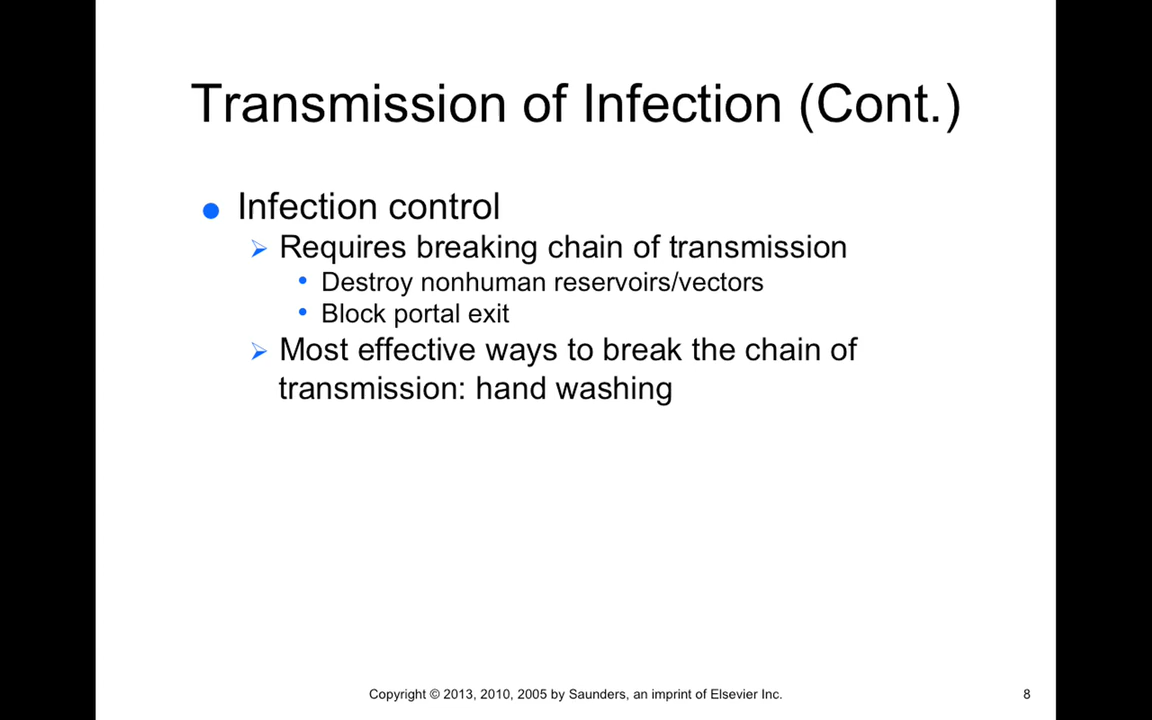 Transmission of Infection (Cont.)
● Infection control
➢ Requires breaking chain of transmission
• Destroy nonhuman reservoirs/vectors
• Block portal exit
➢ Most effective ways to break the chain of
transmission: hand washing
Copyright © 2013, 2010, 2005 by Saunders, an imprint of Elsevier Inc.
8